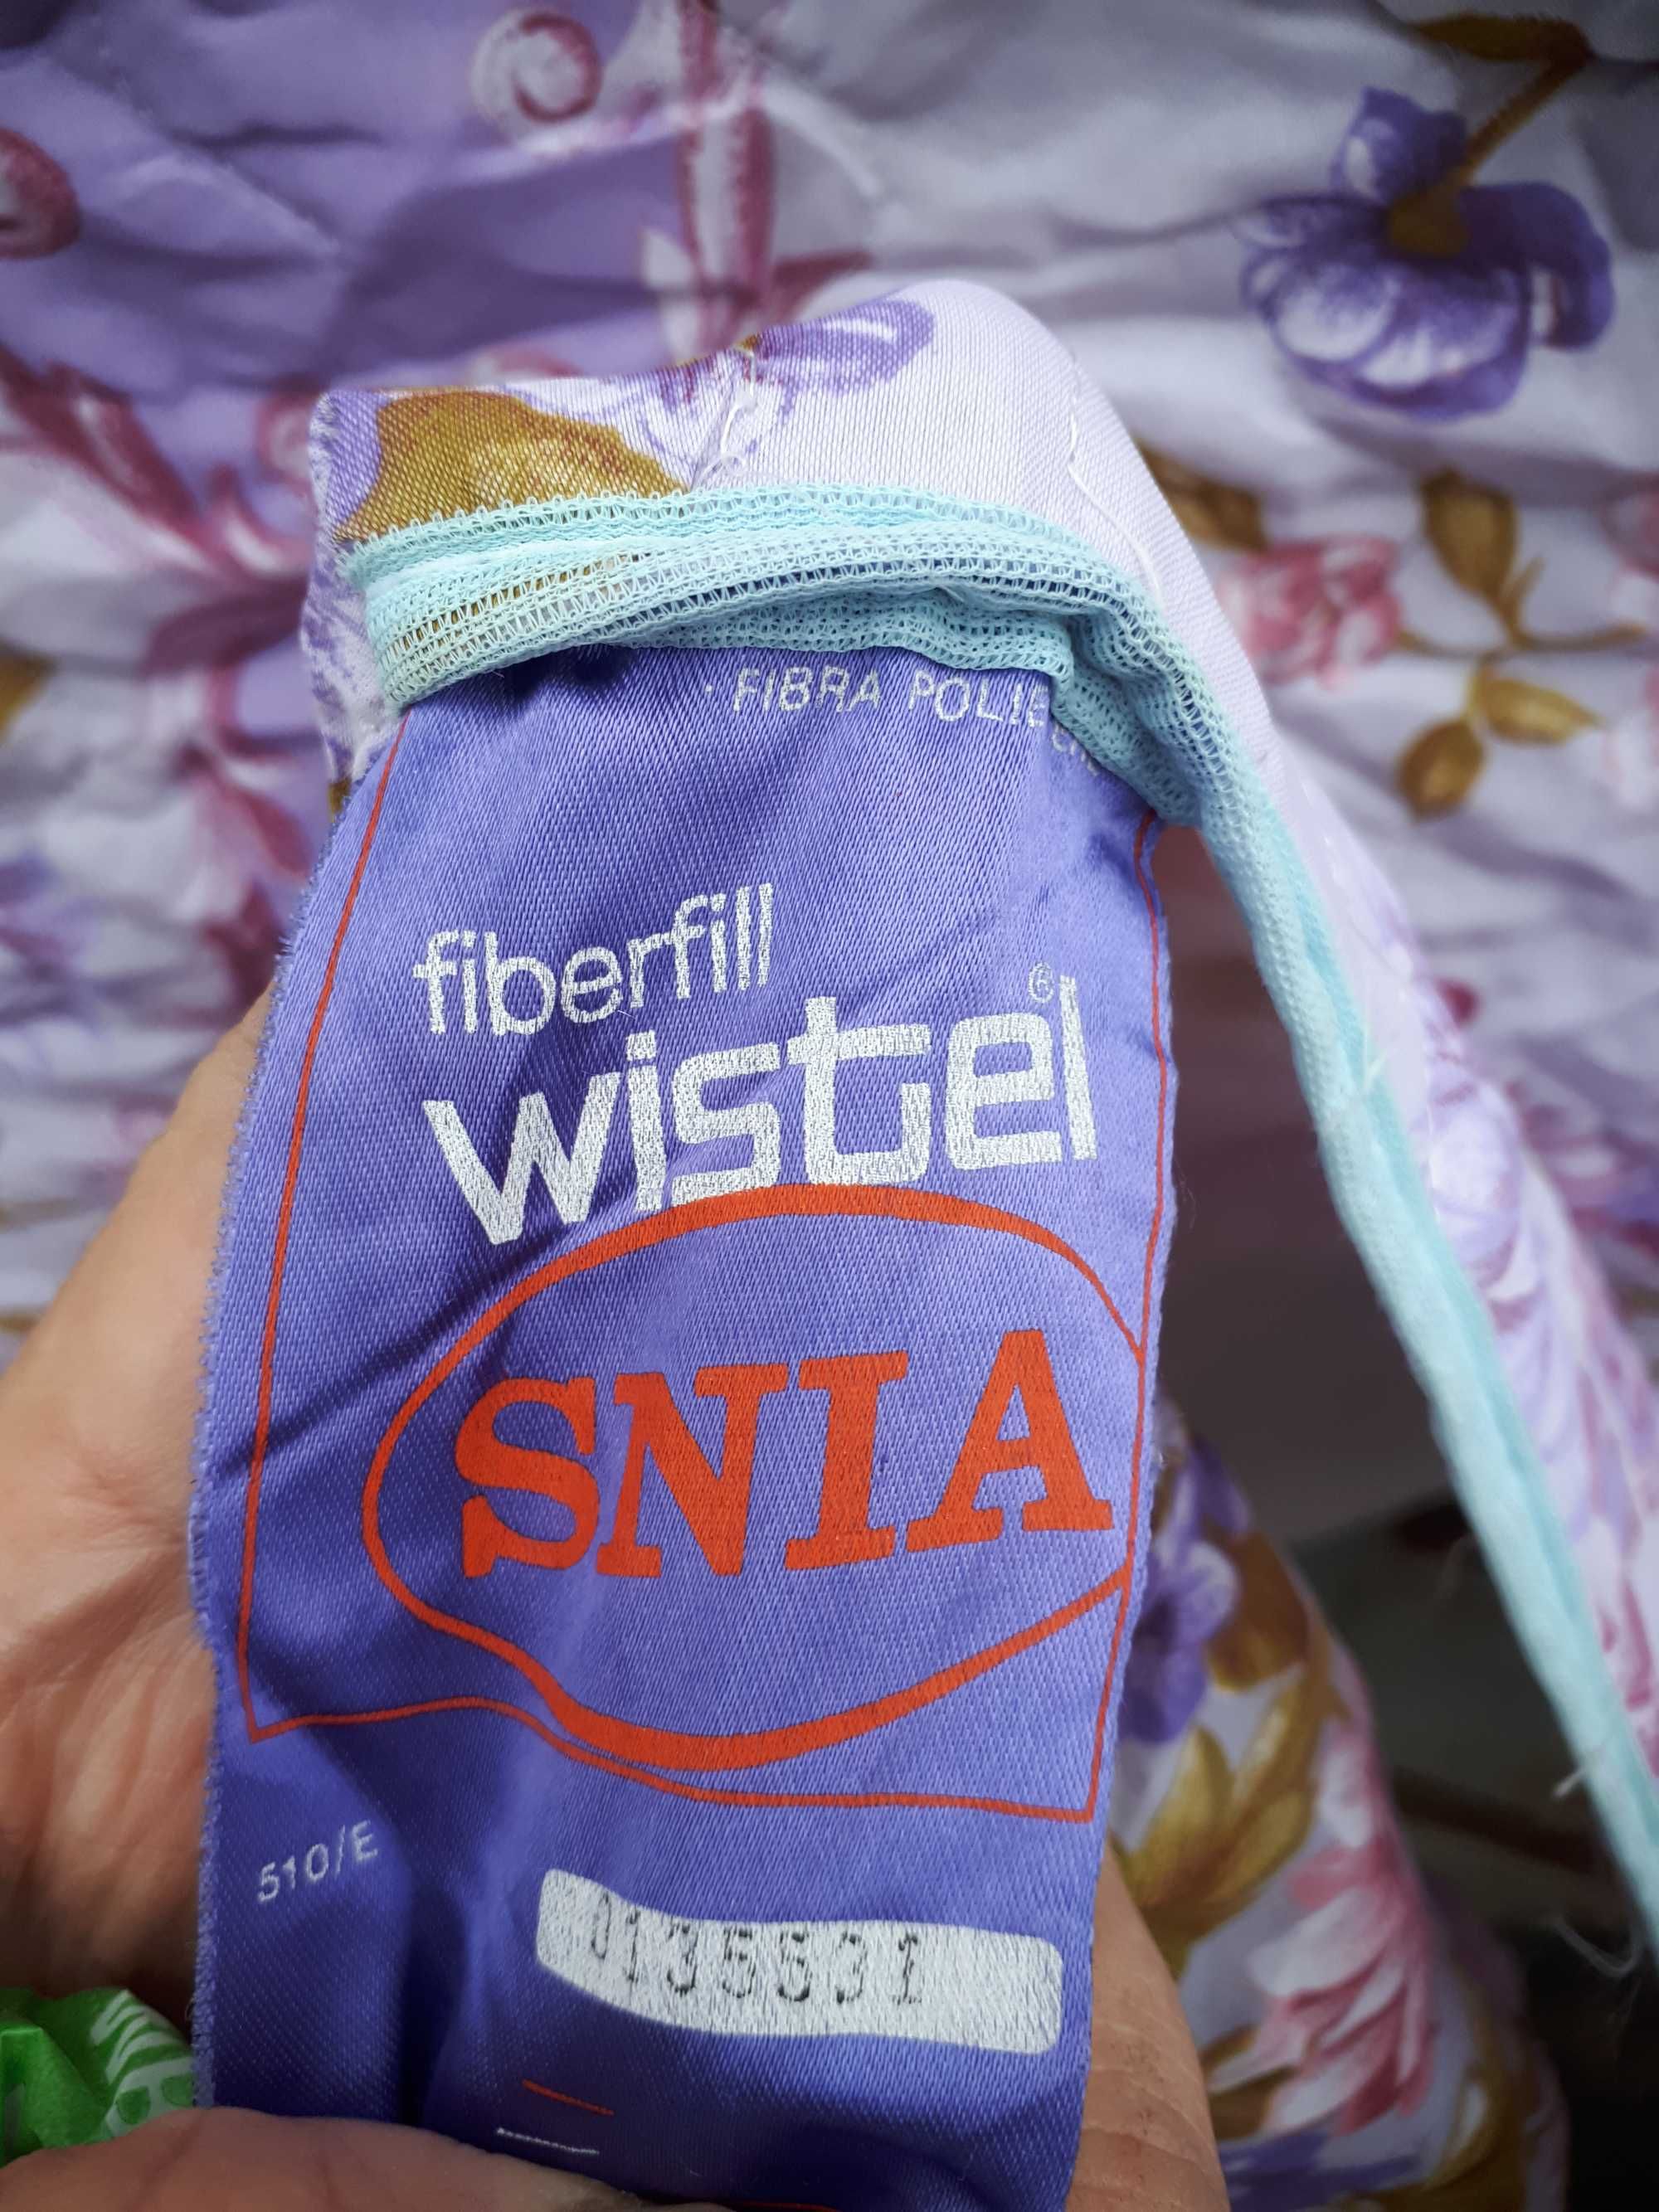 · FIBRA POLIE
fiberfill
wistel®
SNIA
510/E
0135531